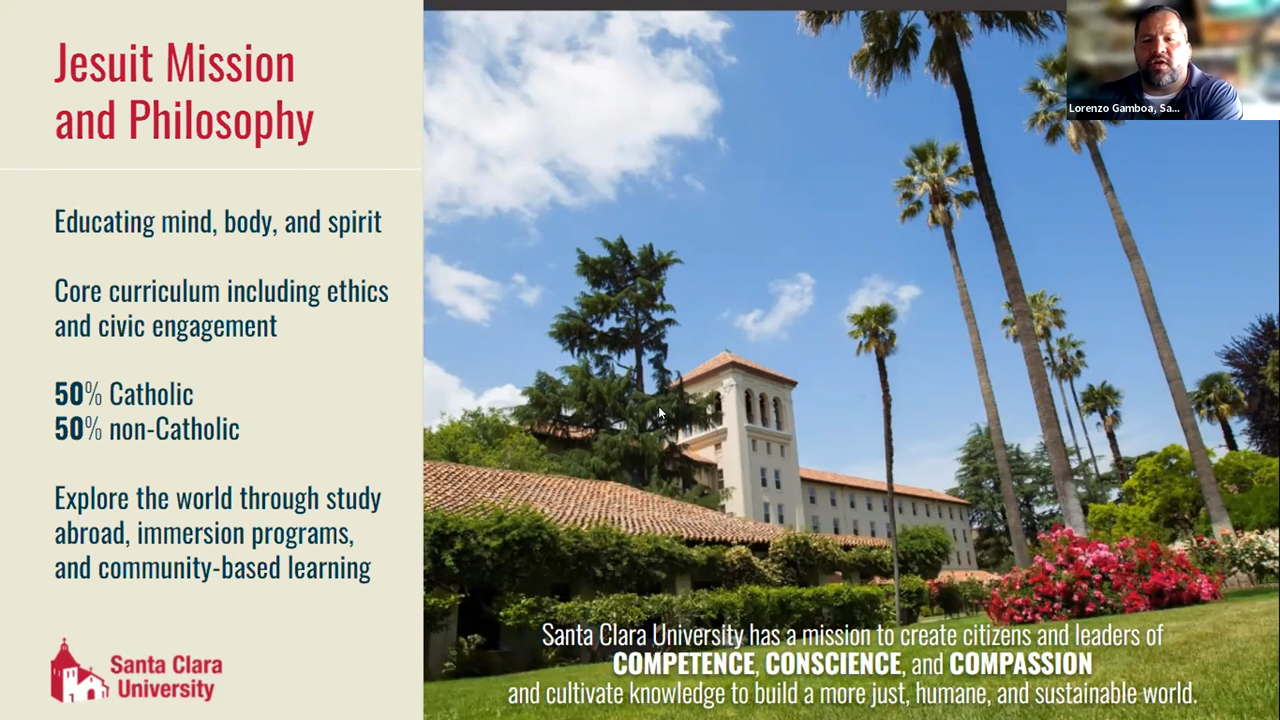 Jesuit Mission
and Philosophy
Educating mind, body, and spirit
Core curriculum including ethics
and civic engagement
50% Catholic
50% non-Catholic
Explore the world through study
abroad, immersion programs,
and community-based learning
Santa Clara
University
Lorenzo Gamboa, Sa...
Santa Clara University has a mission to create citizens and leaders of
COMPETENCE, CONSCIENCE, and COMPASSION
and cultivate knowledge to build a more just, humane, and sustainable world.